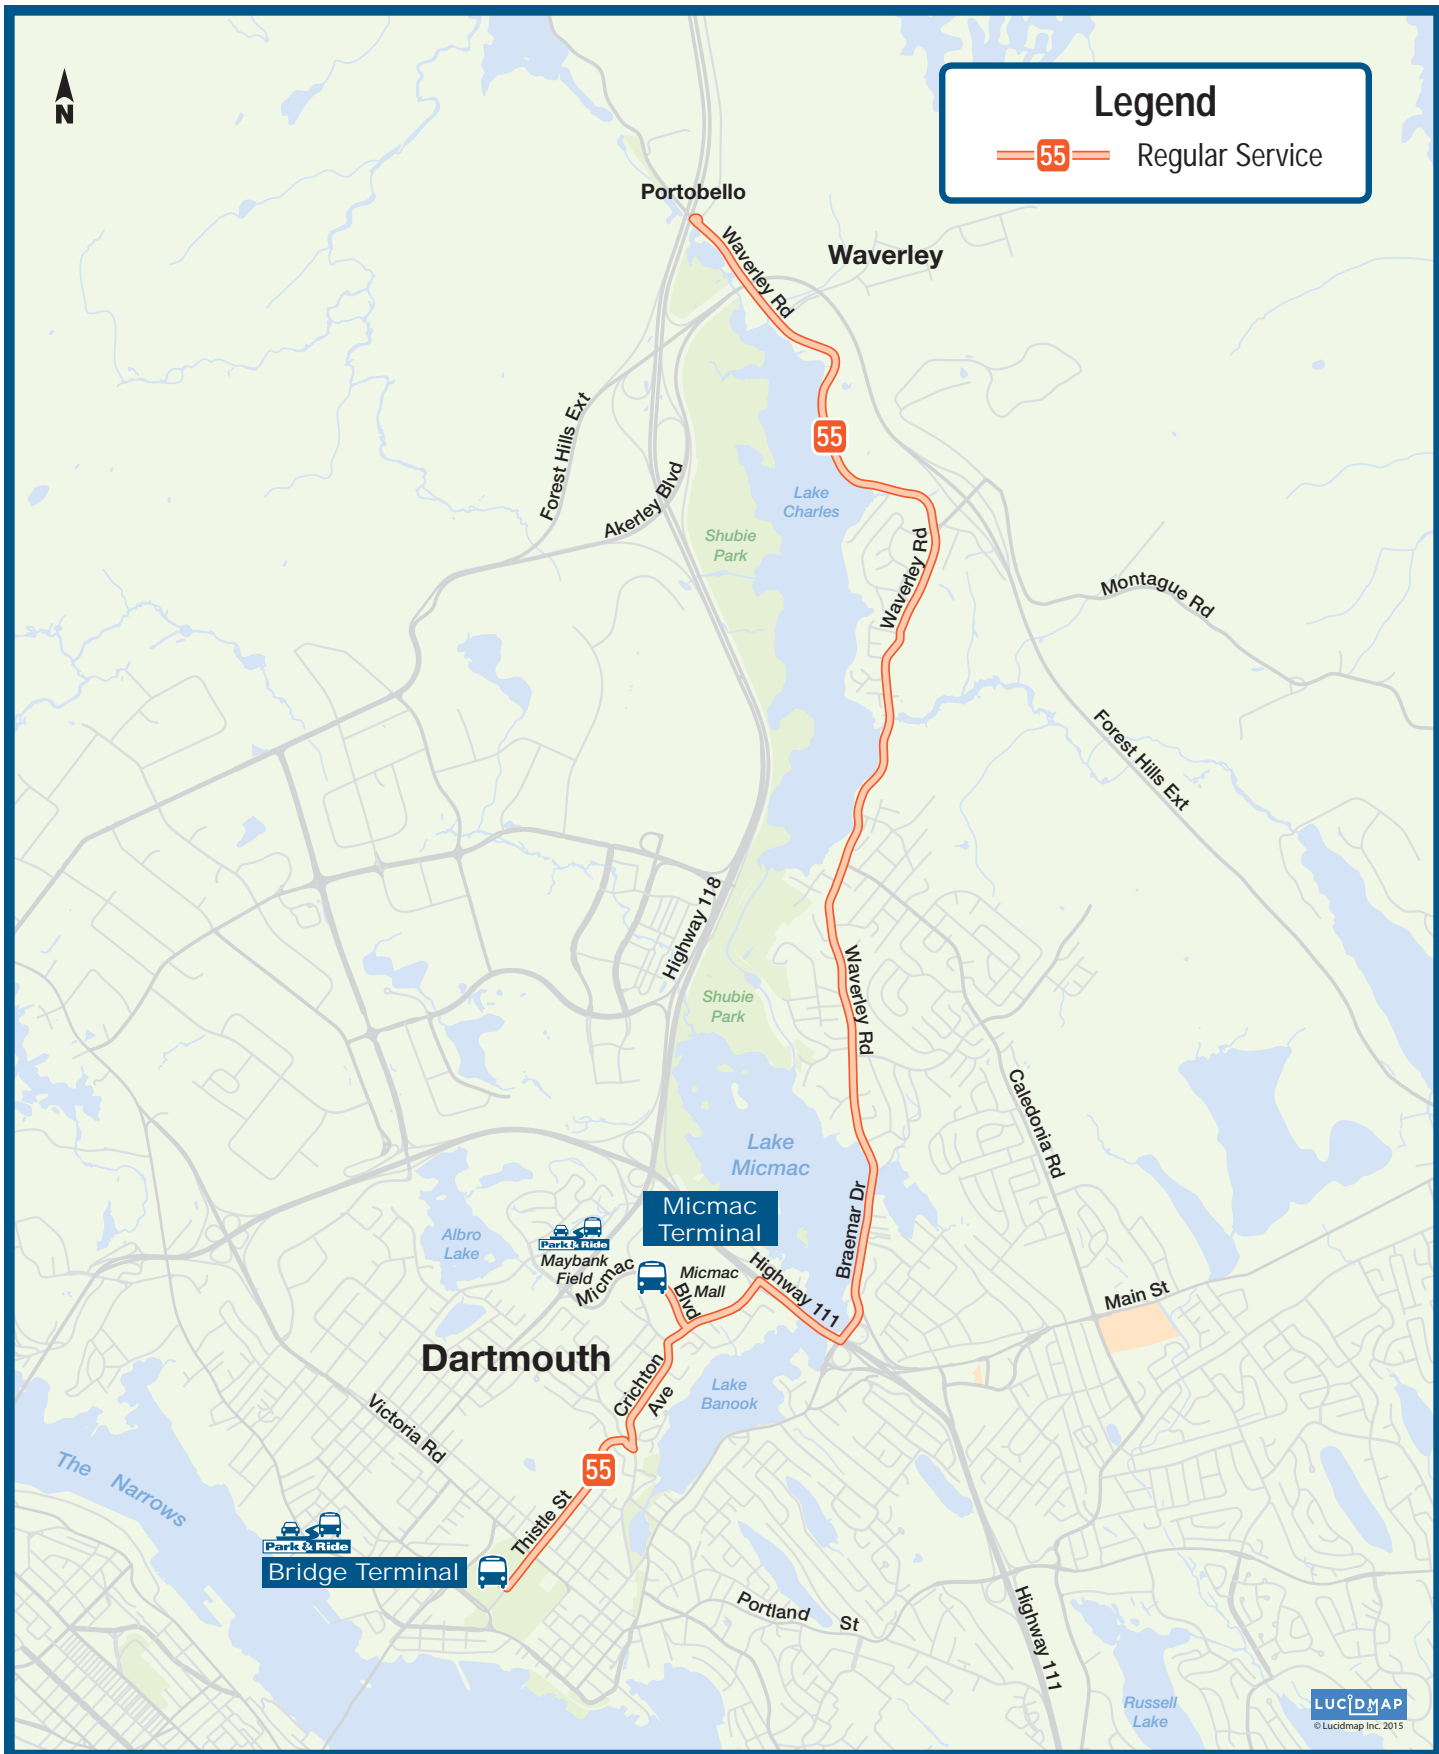 N
Legend
55 Regular Service
Portobello
Waverley
Waverley Rd
55
Forest Hills Ext
Akerley Blvd
Lake
Charles
Shubie
Park
Waverley Rd
Montague Rd
Forest Hills Ext
Highway 118
Waverley Rd
Shubie
Park
Caledonia Rd
Lake
Micmac
Micmac
Terminal
Braemar Dr
Albro
Lake
Park & Ride
Maybank
Field
Micmac
Blvd
Micmac
Mall
Highway 111
Main St
Dartmouth
Crichton
Ave
Lake
Banook
Victoria Rd
The Narrows
55
Thistle St
Park & Ride
Bridge Terminal
Portland St
Highway 111
Russell
Lake
LUCIDMAP
© Lucidmap Inc. 2015